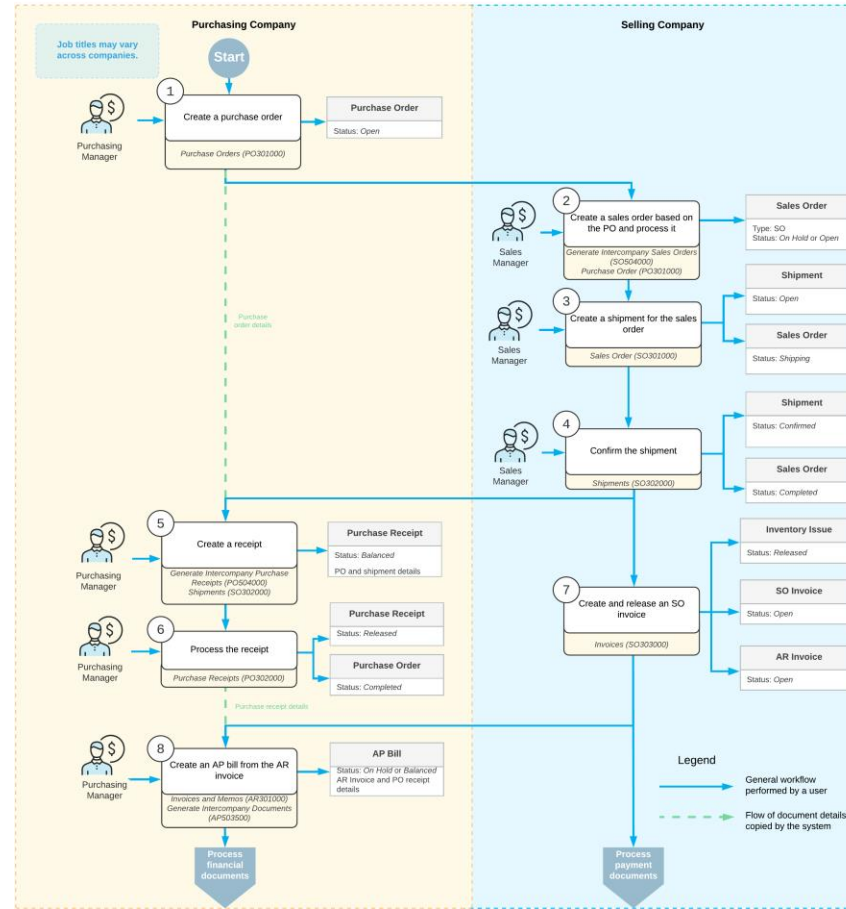 Purchasing Company
Selling Company
Job titles may vary
across companies.
Start
1
Create a purchase order
Purchase Orders (PO301000)
Purchasing
Manager
Purchase Order
Status: Open
2
Create a sales order based on
the PO and process it
Generate Intercompany Sales Orders
(SO504000)
Purchase Order (PO301000)
Sales
Manager
Sales Order
Type: SO
Status: On Hold or Open
Purchase
order details
3
Create a shipment for the sales
order
Sales Order (SO301000)
Sales
Manager
Shipment
Status: Open
Sales Order
Status: Shipping
4
Confirm the shipment
Shipments (SO302000)
Sales
Manager
Shipment
Status: Confirmed
Sales Order
Status: Completed
5
Create a receipt
Generate Intercompany Purchase
Receipts (PO504000)
Shipments (SO302000)
Purchasing
Manager
Purchase Receipt
Status: Balanced
PO and shipment details
6
Process the receipt
Purchase Receipts (PO302000)
Purchasing
Manager
Purchase Receipt
Status: Released
Purchase Order
Status: Completed
7
Create and release an SO
invoice
Invoices (SO303000)
Inventory Issue
Status: Released
SO Invoice
Status: Open
AR Invoice
Status: Open
Purchase receipt details
8
Create an AP bill from the AR
invoice
Invoices and Memos (AR301000)
Generate Intercompany Documents
(AP503500)
Purchasing
Manager
AP Bill
Status: On Hold or Balanced
AR Invoice and PO receipt
details
Legend
General workflow
performed by a user
Flow of document details
copied by the system
Process
financial
documents
Process
payment
documents